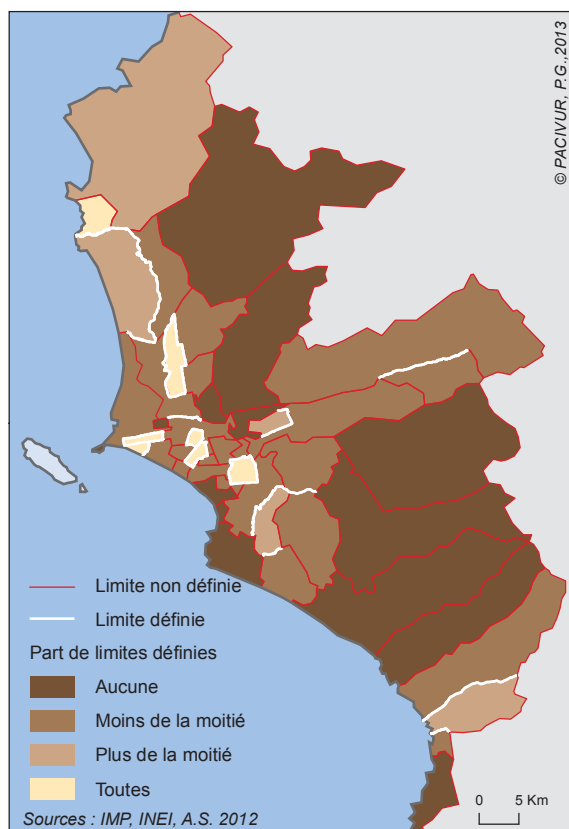 © PACIVUR, P.G.,2013
Limite non définie
Limite définie
Part de limites définies
Aucune
Moins de la moitié
Plus de la moitié
Toutes
0 5 Km
Sources : IMP, INEI, A.S. 2012